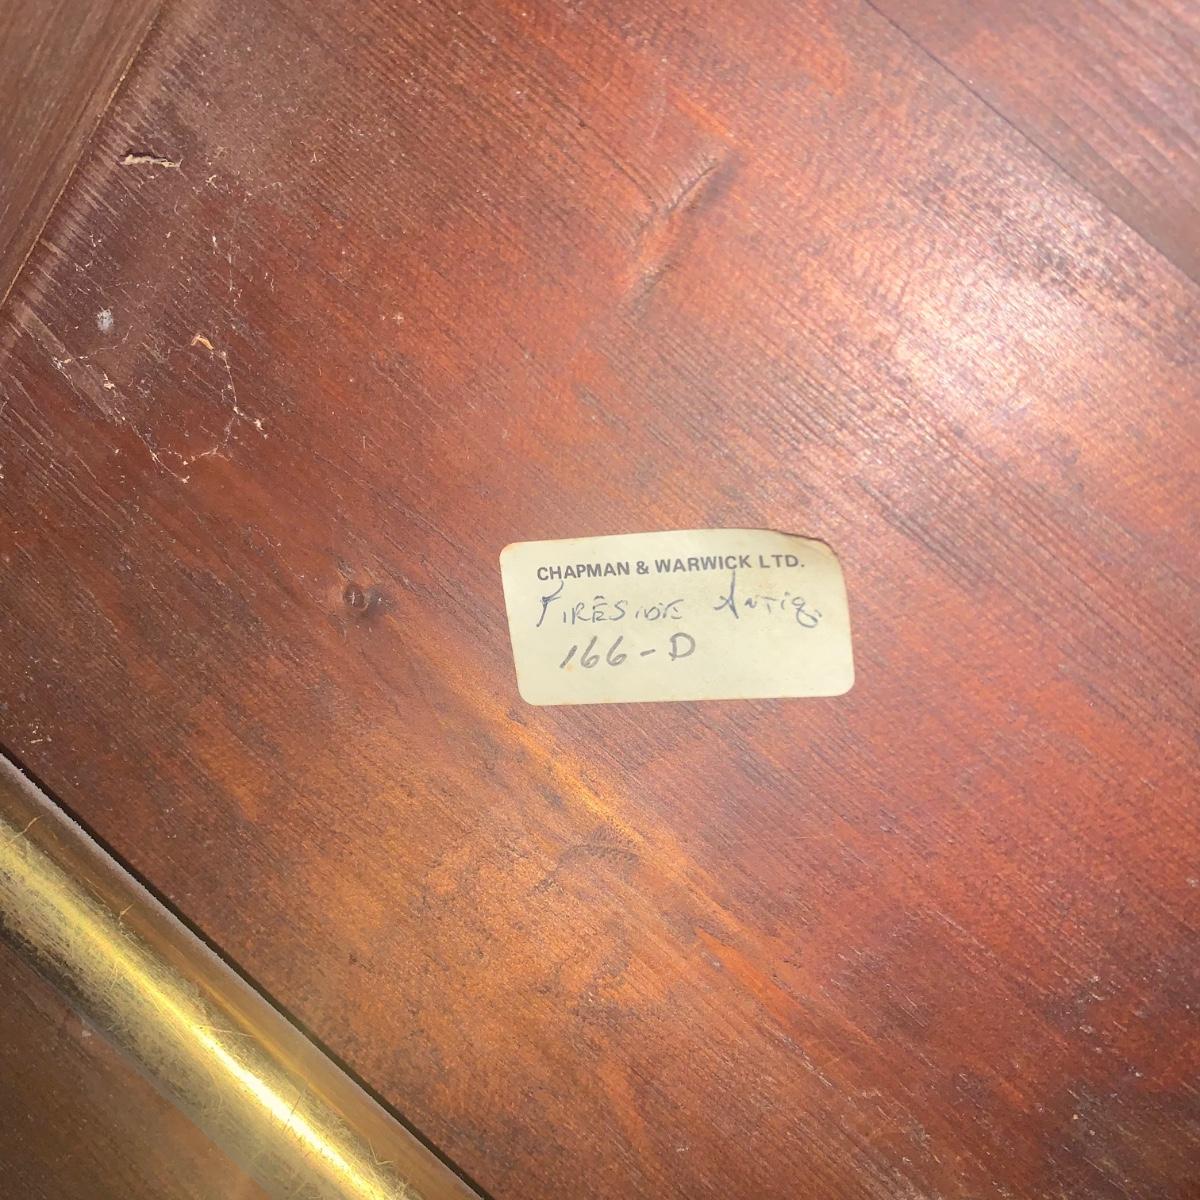 CHAPMAN & WARWICK LTD.
FIRESIDE ANTIQ.
166-D